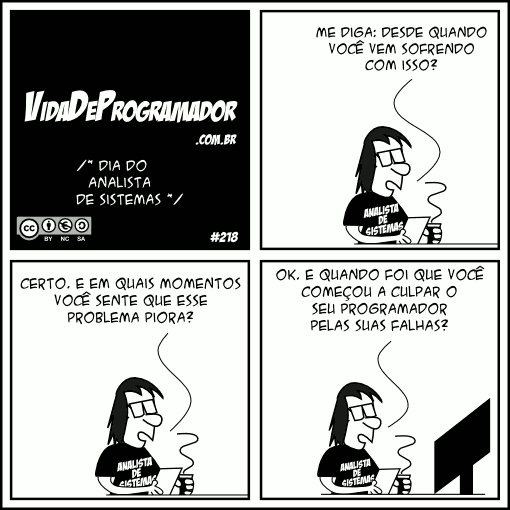 VIDADEPROGRAMADOR
.COM.BR
/* DIA DO
ANALISTA
DE SISTEMAS */
cc
BY NC SA
#218
ME DIGA: DESDE QUANDO
VOCÊ VEM SOFRENDO
COM ISSO?
ANALISTA
DE
SISTEMAS
CERTO. E EM QUAIS MOMENTOS
VOCÊ SENTE QUE ESSE
PROBLEMA PIORA?
ANALISTA
DE
SISTEMAS
OK. E QUANDO FOI QUE VOCÊ
COMEÇOU A CULPAR O
SEU PROGRAMADOR
PELAS SUAS FALHAS?
ANALISTA
DE
SISTEMAS